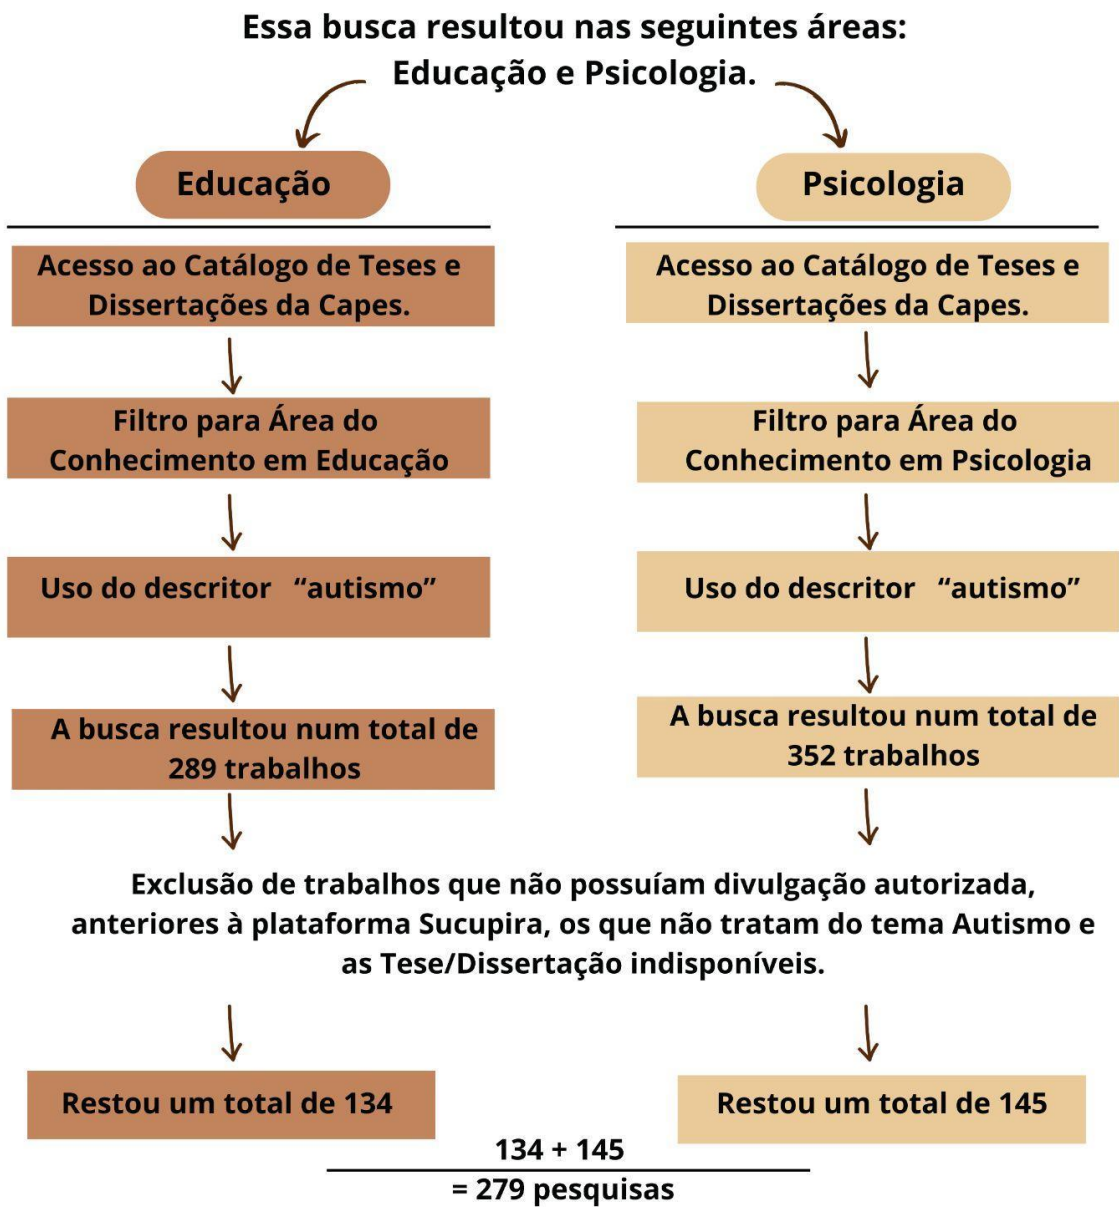 Essa busca resultou nas seguintes áreas:
Educação e Psicologia.
Educação
Acesso ao Catálogo de Teses e
Dissertações da Capes.
Filtro para Área do
Conhecimento em Educação
Uso do descritor “autismo”
A busca resultou num total de
289 trabalhos
Psicologia
Acesso ao Catálogo de Teses e
Dissertações da Capes.
Filtro para Área do
Conhecimento em Psicologia
Uso do descritor “autismo”
A busca resultou num total de
352 trabalhos
Exclusão de trabalhos que não possuíam divulgação autorizada,
anteriores à plataforma Sucupira, os que não tratam do tema Autismo e
as Tese/Dissertação indisponíveis.
Restou um total de 134
Restou um total de 145
134 + 145
= 279 pesquisas